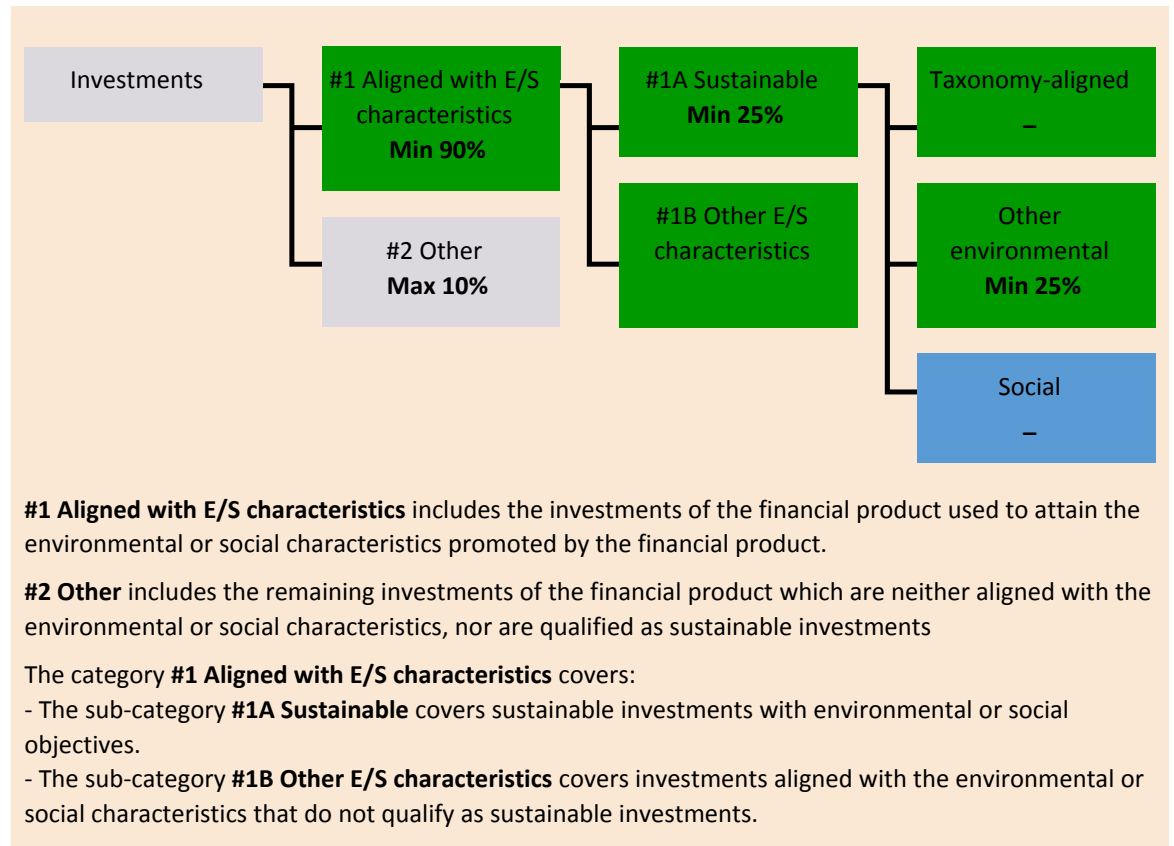 Investments
#1 Aligned with E/S
characteristics
Min 90%
#2 Other
Max 10%
#1A Sustainable
Min 25%
#1B Other E/S
characteristics
Taxonomy-aligned
–
Other
environmental
Min 25%
Social
–
#1 Aligned with E/S characteristics includes the investments of the financial product used to attain the
environmental or social characteristics promoted by the financial product.
#2 Other includes the remaining investments of the financial product which are neither aligned with the
environmental or social characteristics, nor are qualified as sustainable investments
The category #1 Aligned with E/S characteristics covers:
- The sub-category #1A Sustainable covers sustainable investments with environmental or social
objectives.
- The sub-category #1B Other E/S characteristics covers investments aligned with the environmental or
social characteristics that do not qualify as sustainable investments.